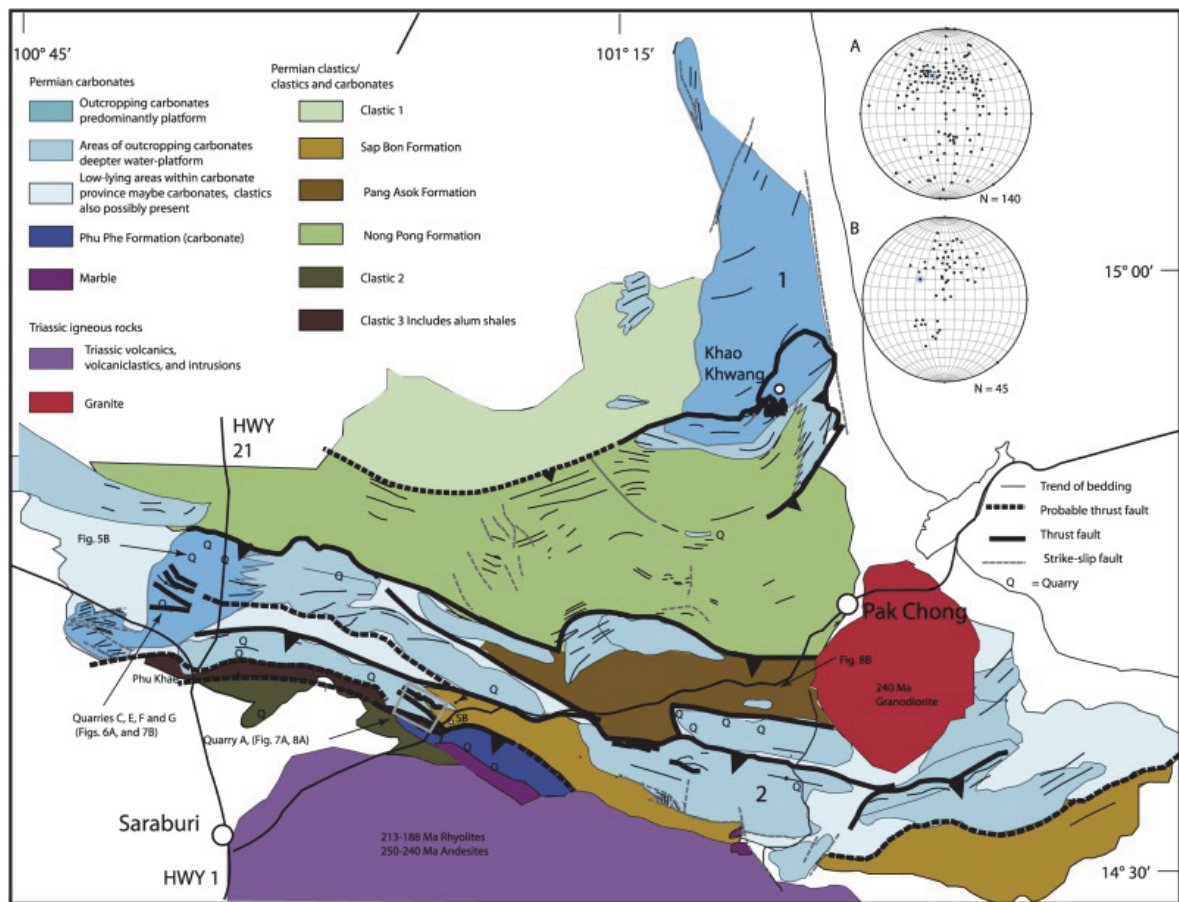 100° 45'
101° 15'
Permian carbonates
Outcropping carbonates
predominantly platform
Areas of outcropping carbonates
deepter water-platform
Low-lying areas within carbonate
province maybe carbonates, clastics
also possibly present
Phu Phe Formation (carbonate)
Marble
Triassic igneous rocks
Triassic volcanics,
volcaniclastics, and intrusions
Granite
Permian clastics/
clastics and carbonates
Clastic 1
Sap Bon Formation
Pang Asok Formation
Nong Pong Formation
Clastic 2
Clastic 3 Includes alum shales
A
N = 140
B
N = 45
15° 00'
1
Khao
Khwang
HWY
21
Trend of bedding
Probable thrust fault
Thrust fault
Strike-slip fault
Q = Quarry
Fig. 5B
Q
Q
Q
Q
Q
Q
Pak Chong
Fig. 8B
240 Ma
Granodiorite
Phu Khae
Q
Q
Quarries C, E, F and G
(Figs. 6A, and 7B)
Quarry A, (Fig. 7A, 8A)
5B
Q
Q
Q
Q
Q
Q
Q
2
Q
Saraburi
213-188 Ma Rhyolites
250-240 Ma Andesites
HWY 1
14° 30'